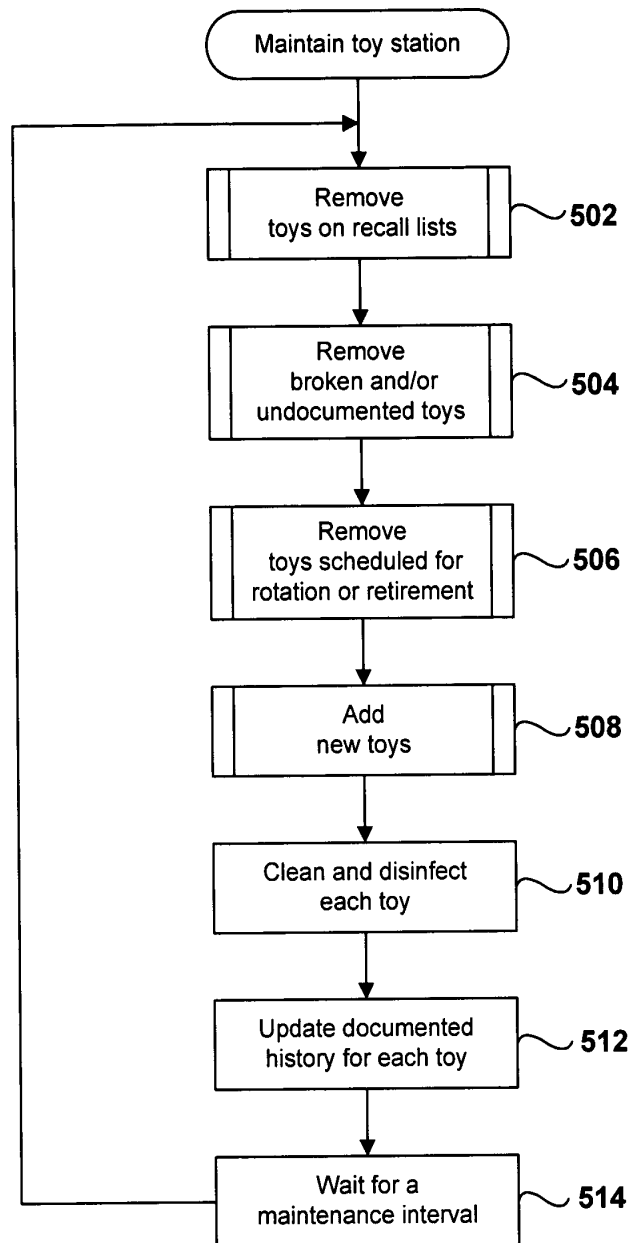 Maintain toy station
Remove
toys on recall lists
502
Remove
broken and/or
undocumented toys
504
Remove
toys scheduled for
rotation or retirement
506
Add
new toys
508
Clean and disinfect
each toy
510
Update documented
history for each toy
512
Wait for a
maintenance interval
514